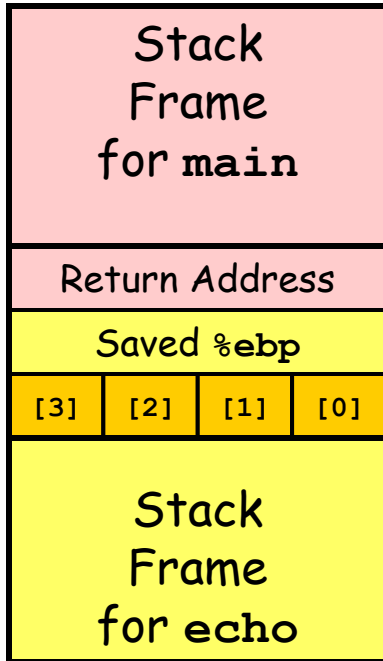 Stack
Frame
for main
Return Address
Saved %ebp
[3] [2] [1] [0]
Stack
Frame
for echo